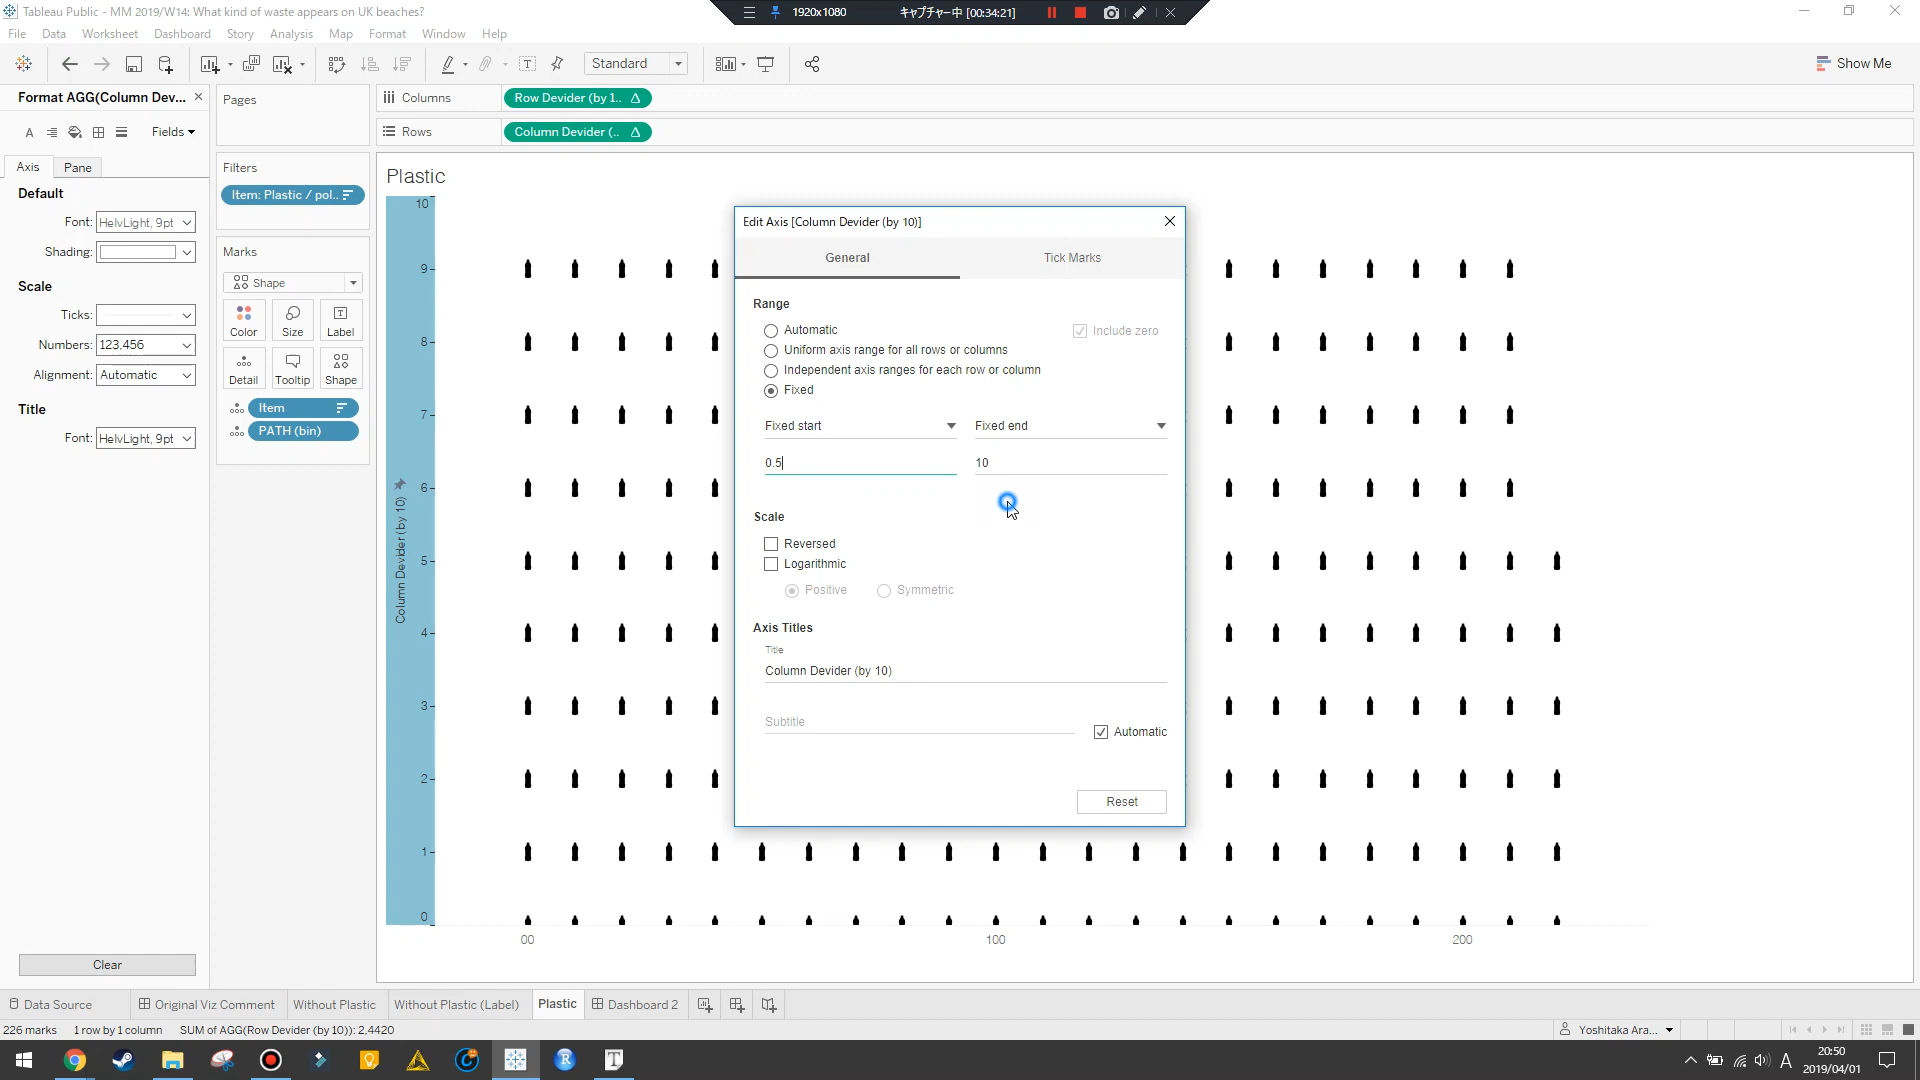 Tableau Public - MM 2019/W14: What kind of waste appears on UK beaches?
1920x1080
キャプチャー中 [00:34:21]
File Data Worksheet Dashboard Story Analysis Map Format Window Help
Standard
Show Me
Format AGG(Column Dev...
Fields
Axis
Pane
Default
Font: HelvLight, 9pt
Shading:
Scale
Ticks:
Numbers: 123,456
Alignment: Automatic
Title
Font: HelvLight, 9pt
Clear
Pages
Filters
Item: Plastic / pol..
Marks
Shape
Color
Size
Label
Detail
Tooltip
Shape
Item
PATH (bin)
Columns
Row Devider (by 1..
Rows
Column Devider (..
Plastic
10
9
8
7
6
5
4
3
2
1
0
Column Devider (by 10)
00
100
200
Edit Axis [Column Devider (by 10)]
General
Tick Marks
Range
Automatic
Include zero
Uniform axis range for all rows or columns
Independent axis ranges for each row or column
Fixed
Fixed start
Fixed end
0.5
10
Scale
Reversed
Logarithmic
Positive
Symmetric
Axis Titles
Title
Column Devider (by 10)
Subtitle
Automatic
Reset
Data Source
Original Viz Comment
Without Plastic
Without Plastic (Label)
Plastic
Dashboard 2
226 marks
1 row by 1 column
SUM of AGG(Row Devider (by 10)): 2,4420
Yoshitaka Ara...
A
20:50
2019/04/01